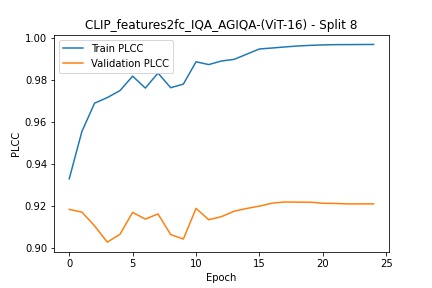 CLIP_features2fc_IQA_AGIQA-(ViT-16) - Split 8
1.00
0.98
0.96
0.94
0.92
0.90
PLCC
Train PLCC
Validation PLCC
0
5
10
15
20
25
Epoch